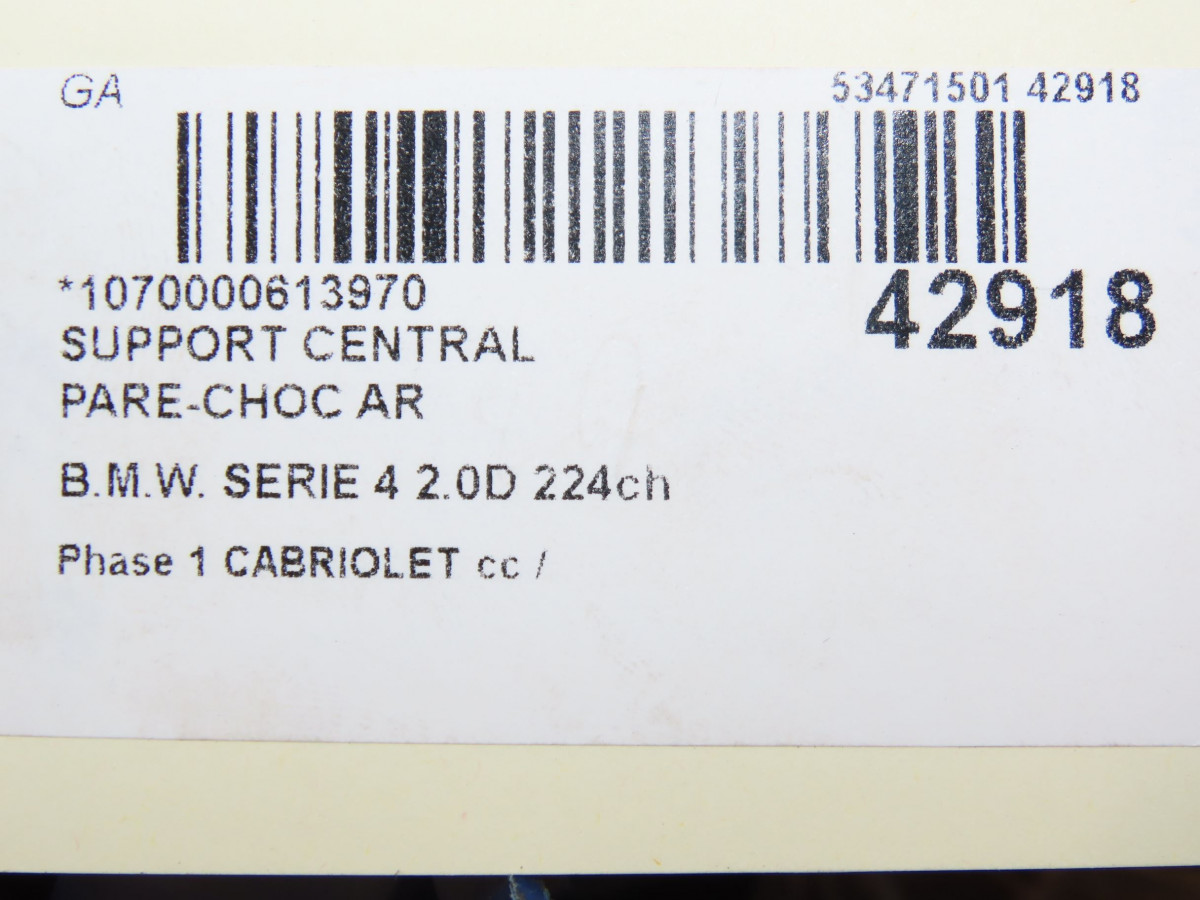 GA
53471501 42918
*1070000613970
42918
SUPPORT CENTRAL
PARE-CHOC AR
B.M.W. SERIE 4 2.0D 224ch
Phase 1 CABRIOLET cc /